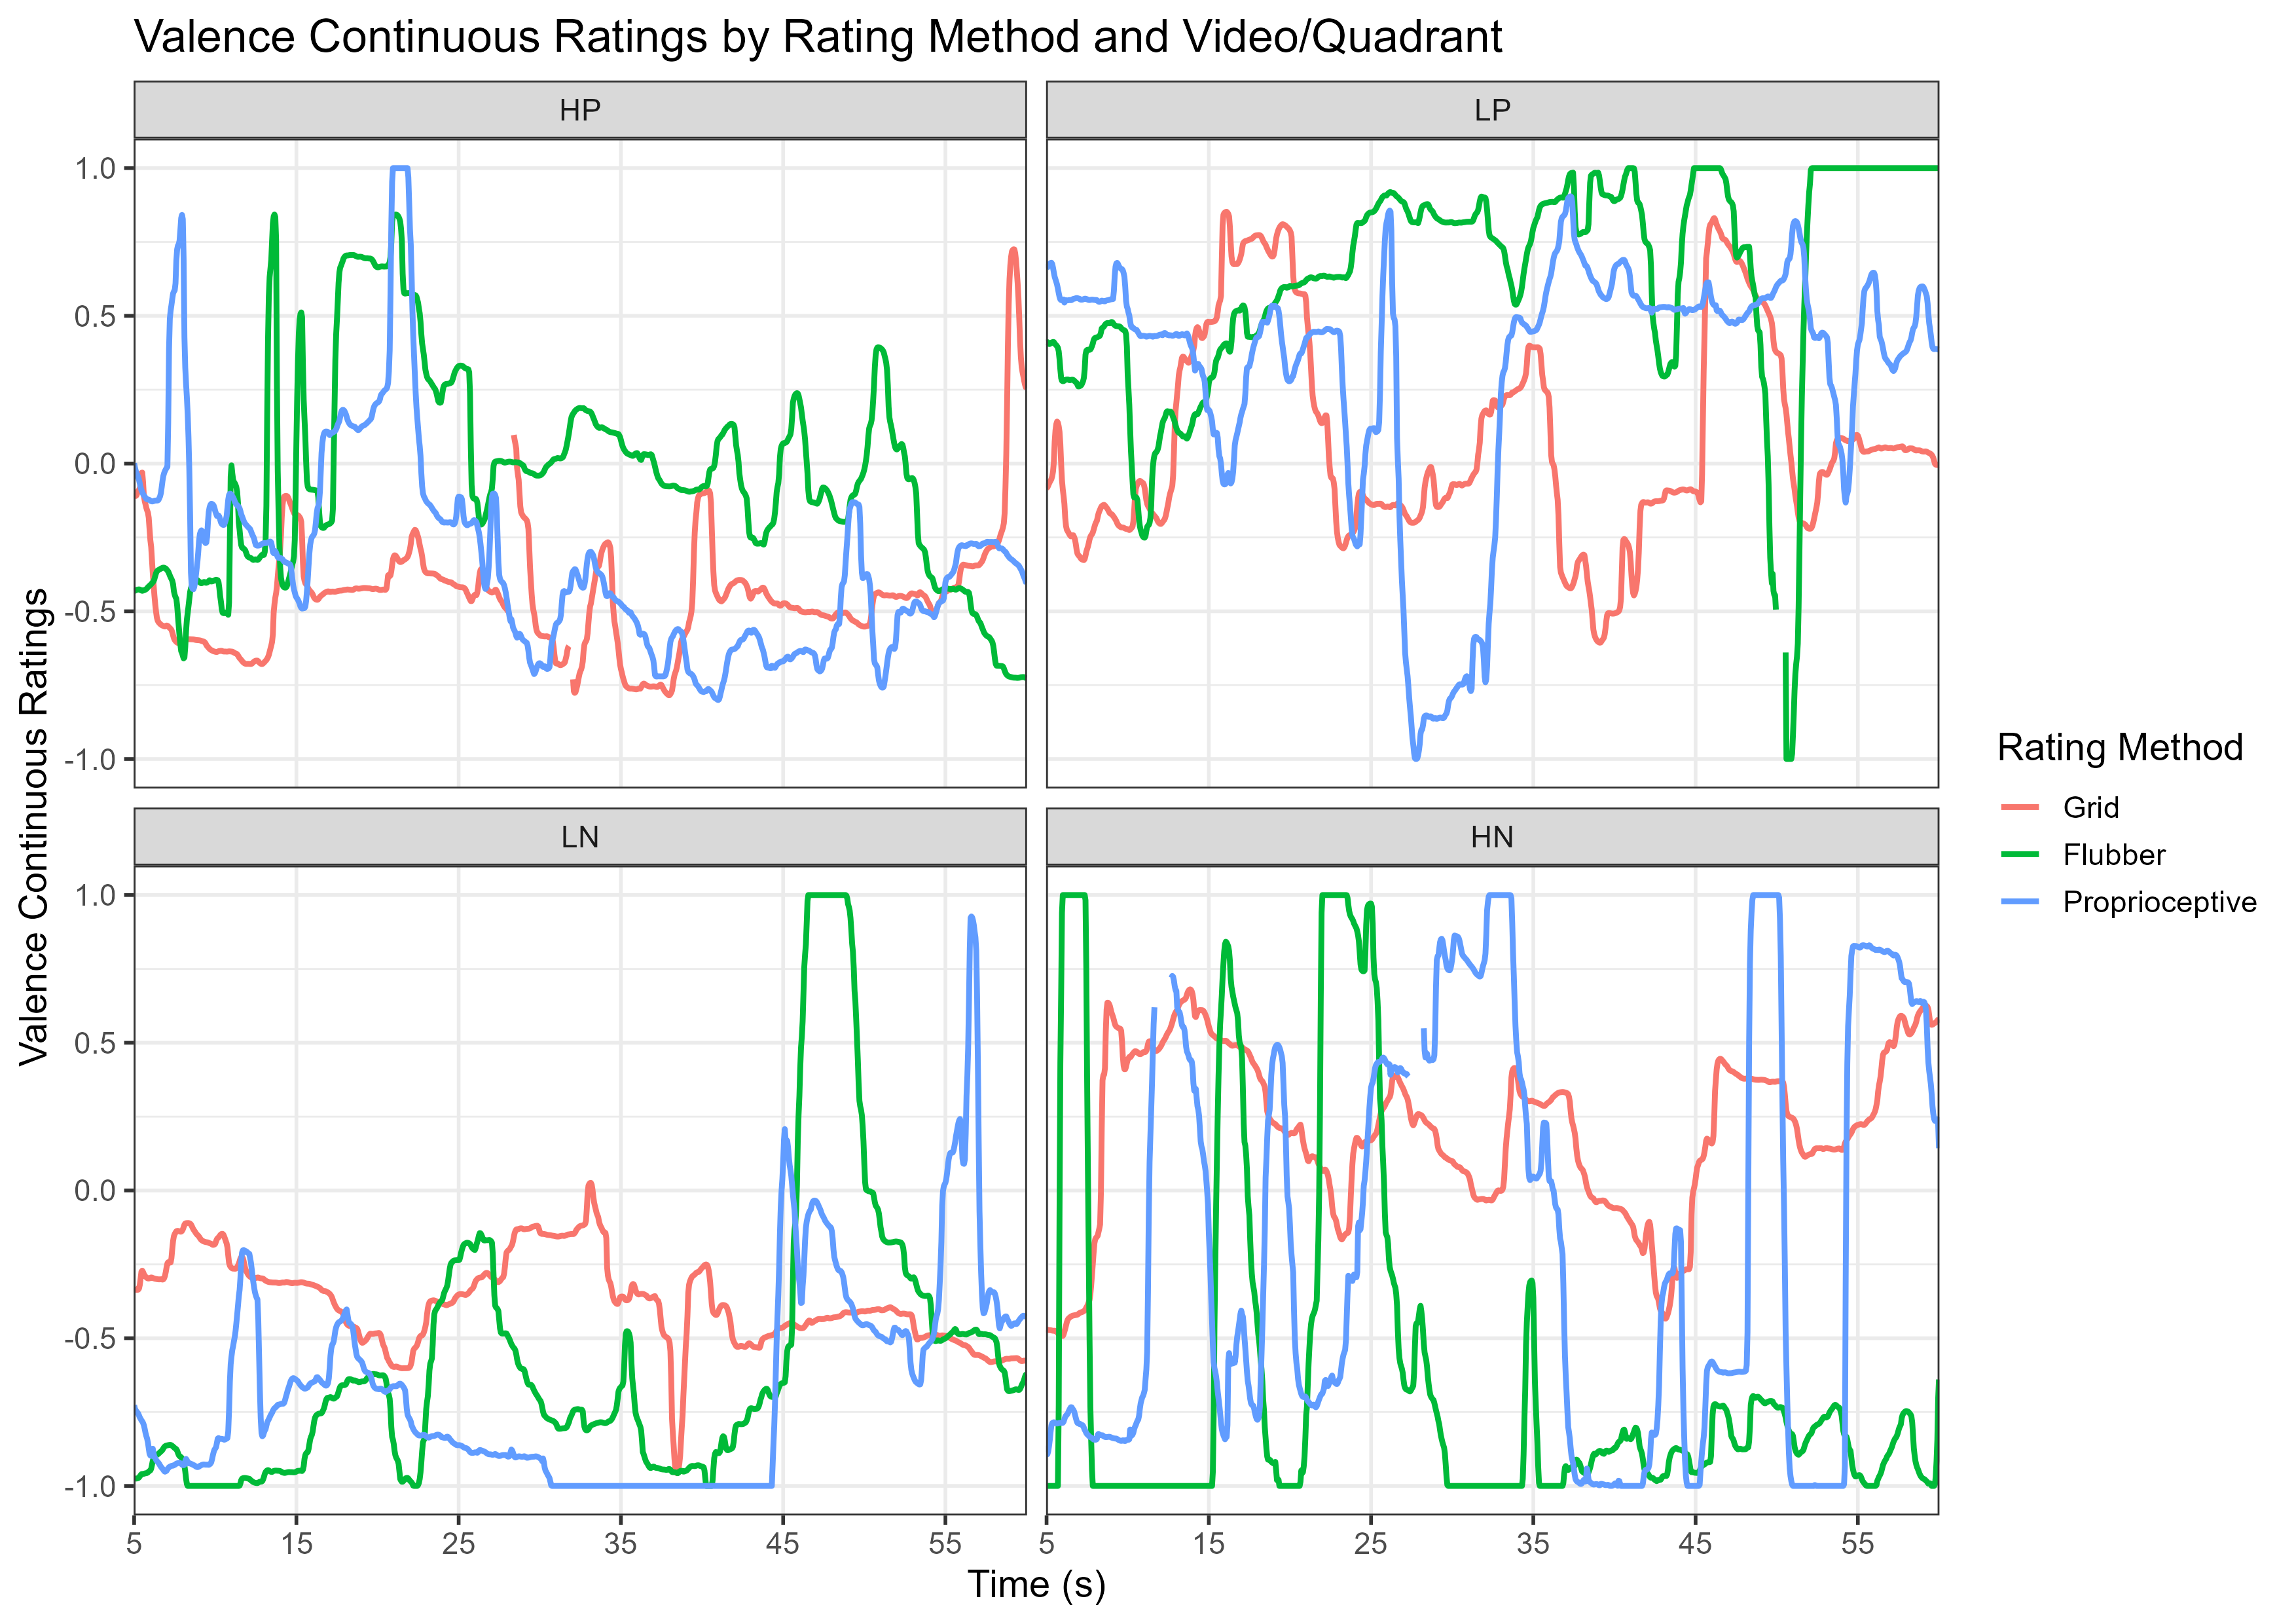 Valence Continuous Ratings by Rating Method and Video/Quadrant
HP
LP
1.0
0.5
0.0
-0.5
-1.0
LN
HN
1.0
0.5
0.0
-0.5
-1.0
5 15 25 35 45 55
5 15 25 35 45 55
Time (s)
Valence Continuous Ratings
Rating Method
Grid
Flubber
Proprioceptive